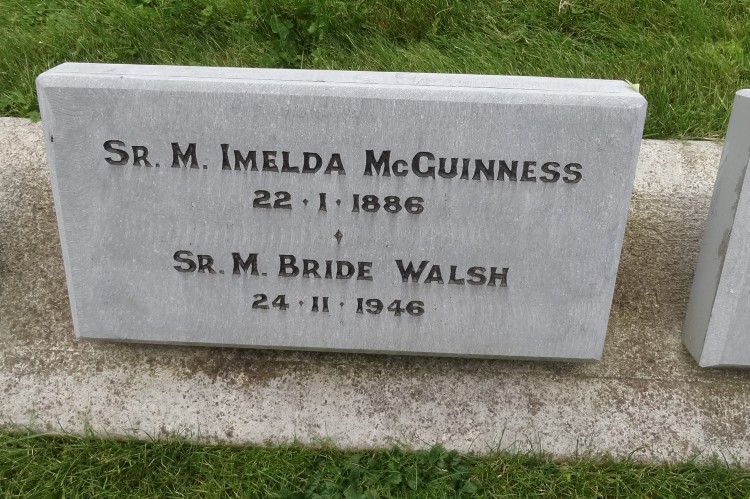 SR. M. IMELDA MCGUINNESS
22 · 1 · 1886
SR. M. BRIDE WALSH
24 · 11 · 1946